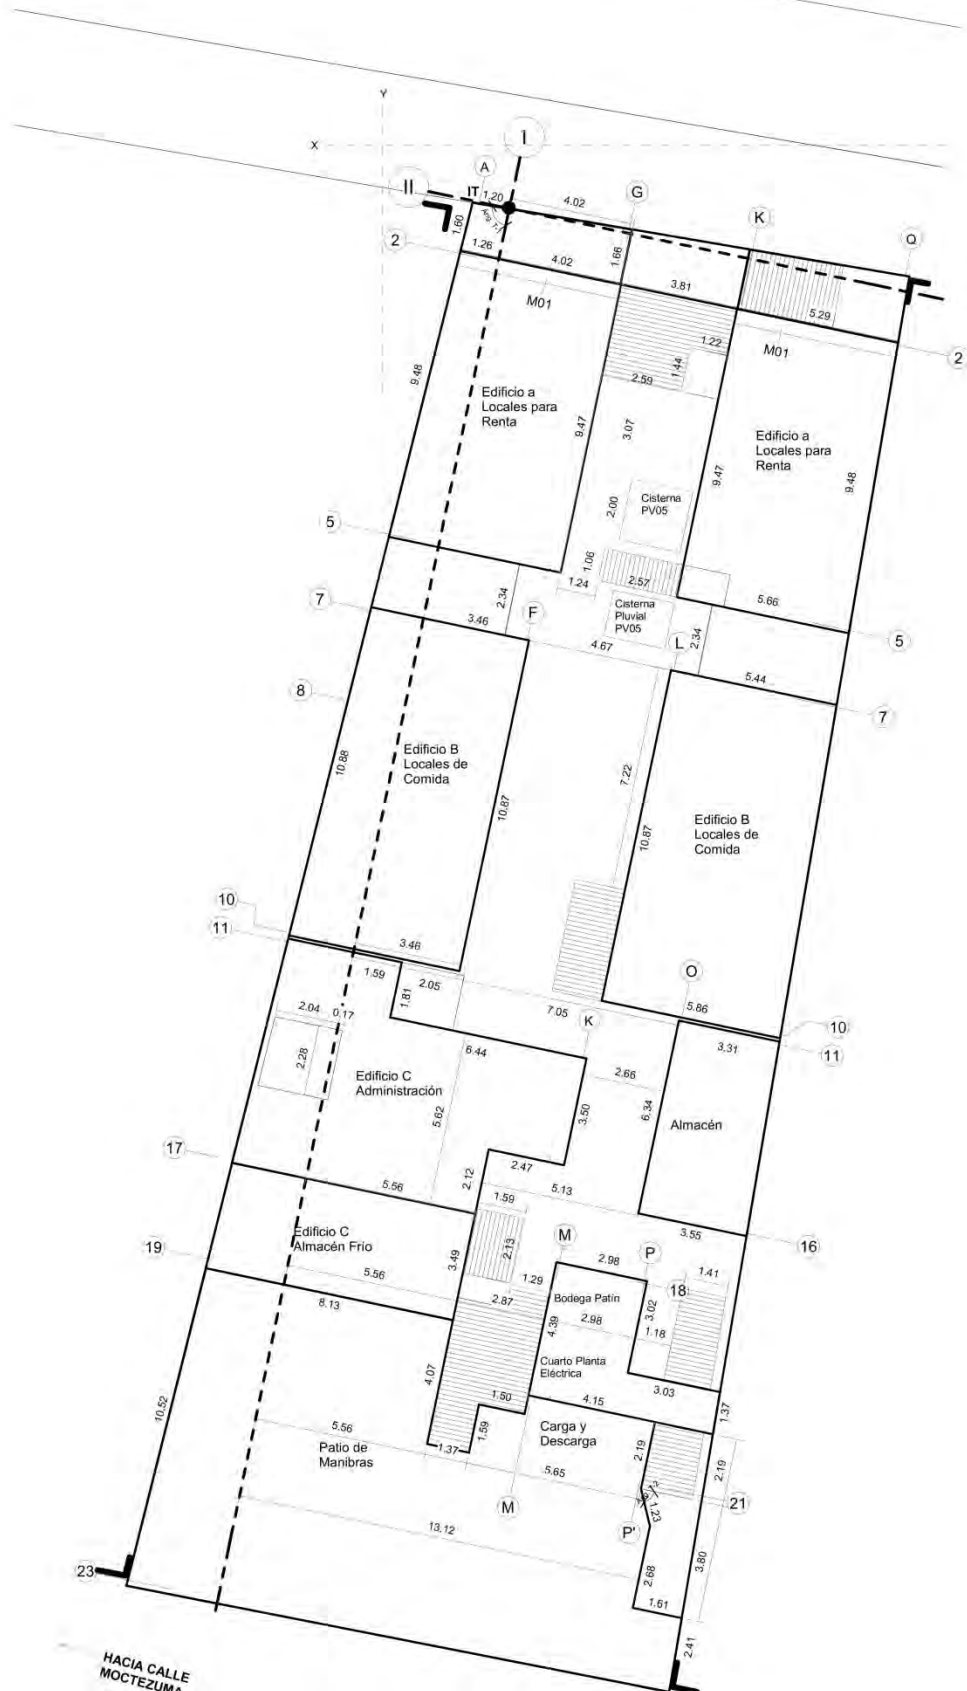 Y
X
I
A
II
IT
1.20
4.02
G
K
Q
1.60
1.26
4.02
1.66
2
3.81
M01
5.29
1.22
M01
2
1.44
2.59
9.48
Edificio a
Locales para
Renta
9.47
3.07
Edificio a
Locales para
Renta
9.47
9.48
2.00
Cisterna
PV05
5
1.06
1.24
2.57
2.34
Cisterna
Pluvial
PV05
5.66
7
3.46
F
4.67
L
2.34
5
8
5.44
7
10.88
Edificio B
Locales de
Comida
10.87
7.22
10.87
Edificio B
Locales de
Comida
10
11
3.46
1.59
2.05
1.81
O
5.86
7.05
K
10
11
2.04
0.17
6.44
3.31
2.28
Edificio C
Administración
5.62
3.50
2.66
6.34
Almacén
17
2.47
2.12
5.56
1.59
5.13
3.55
16
19
Edificio C
Almacén Frío
3.49
2.13
M
2.98
P
1.41
5.56
1.29
18
8.13
2.87
Bodega Patín
3.02
2.98
4.39
1.18
Cuarto Planta
Eléctrica
4.07
3.03
10.52
1.50
4.15
1.37
5.56
Patio de
Manibras
1.37
1.59
Carga y
Descarga
2.19
2.19
5.65
M
1.23
21
P'
13.12
3.80
2.68
1.61
23
2.41
HACIA CALLE
MOCTEZUMA